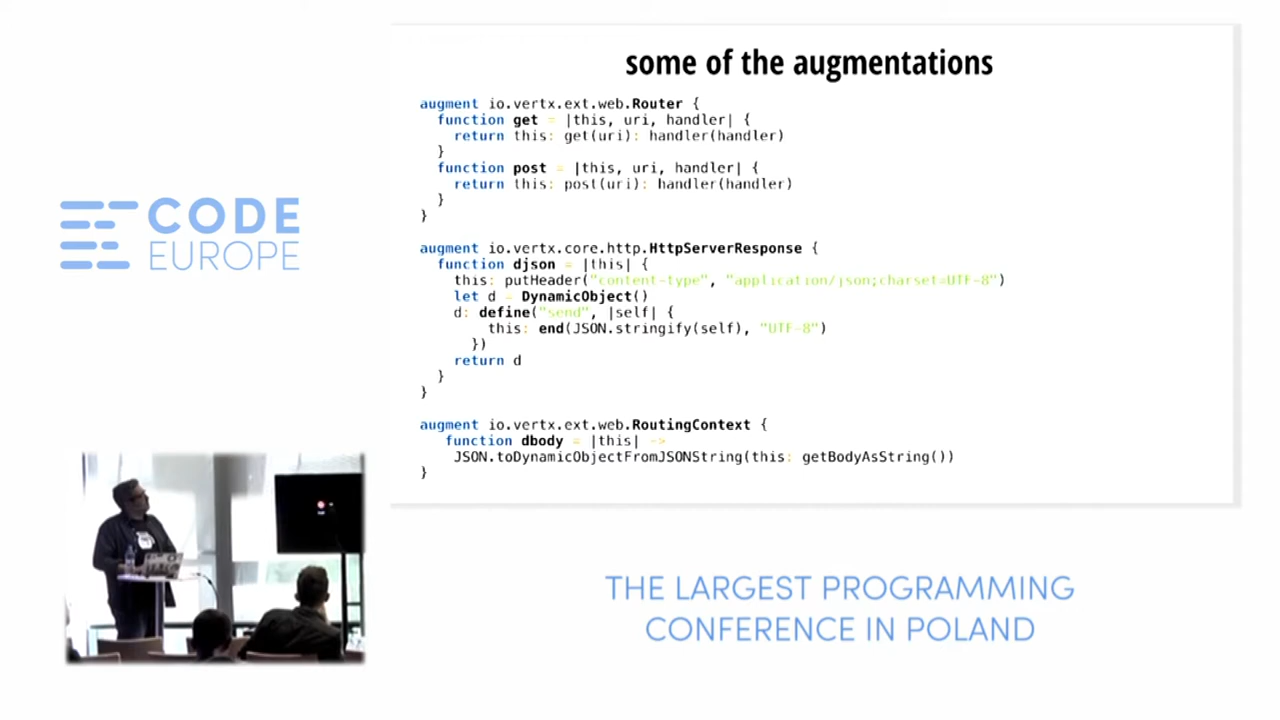 some of the augmentations
augment io.vertx.ext.web.Router {
function get = |this, uri, handler| {
return this: get(uri): handler(handler)
}
function post = |this, uri, handler| {
return this: post(uri): handler(handler)
}
}
augment io.vertx.core.http.HttpServerResponse {
function djson = |this| {
this: putHeader("content-type", "application/json;charset=UTF-8")
let d = DynamicObject()
d: define("send", |self| {
this: end(JSON.stringify(self), "UTF-8")
})
return d
}
}
augment io.vertx.ext.web.RoutingContext {
function dbody = |this| ->
JSON.toDynamicObjectFromJSONString(this: getBodyAsString())
}
CODE
EUROPE
THE LARGEST PROGRAMMING
CONFERENCE IN POLAND